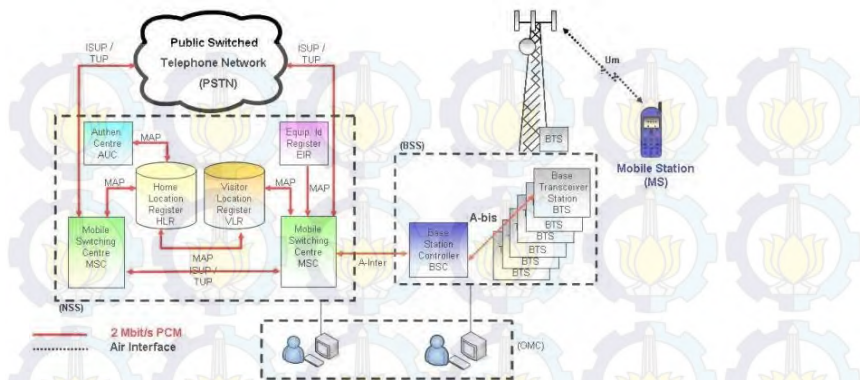 ISUP /
TUP
Public Switched
Telephone Network
(PSTN)
ISUP /
TUP
Um
Authen
Centre
AUC
MAP
Equip. Id
Register
EIR
(BSS)
BTS
Mobile Station
(MS)
MAP
Home
Location
Register
HLR
Visitor
Location
Register
VLR
MAP
MAP
Base
Transceiver
Station
BTS
A-bis
BTS
BTS
BTS
BTS
BTS
Mobile
Switching
Centre
MSC
MAP
ISUP /
TUP
Mobile
Switching
Centre
MSC
A-Inter
Base
Station
Controller
BSC
(NSS)
2 Mbit/s PCM
Air Interface
(OMC)